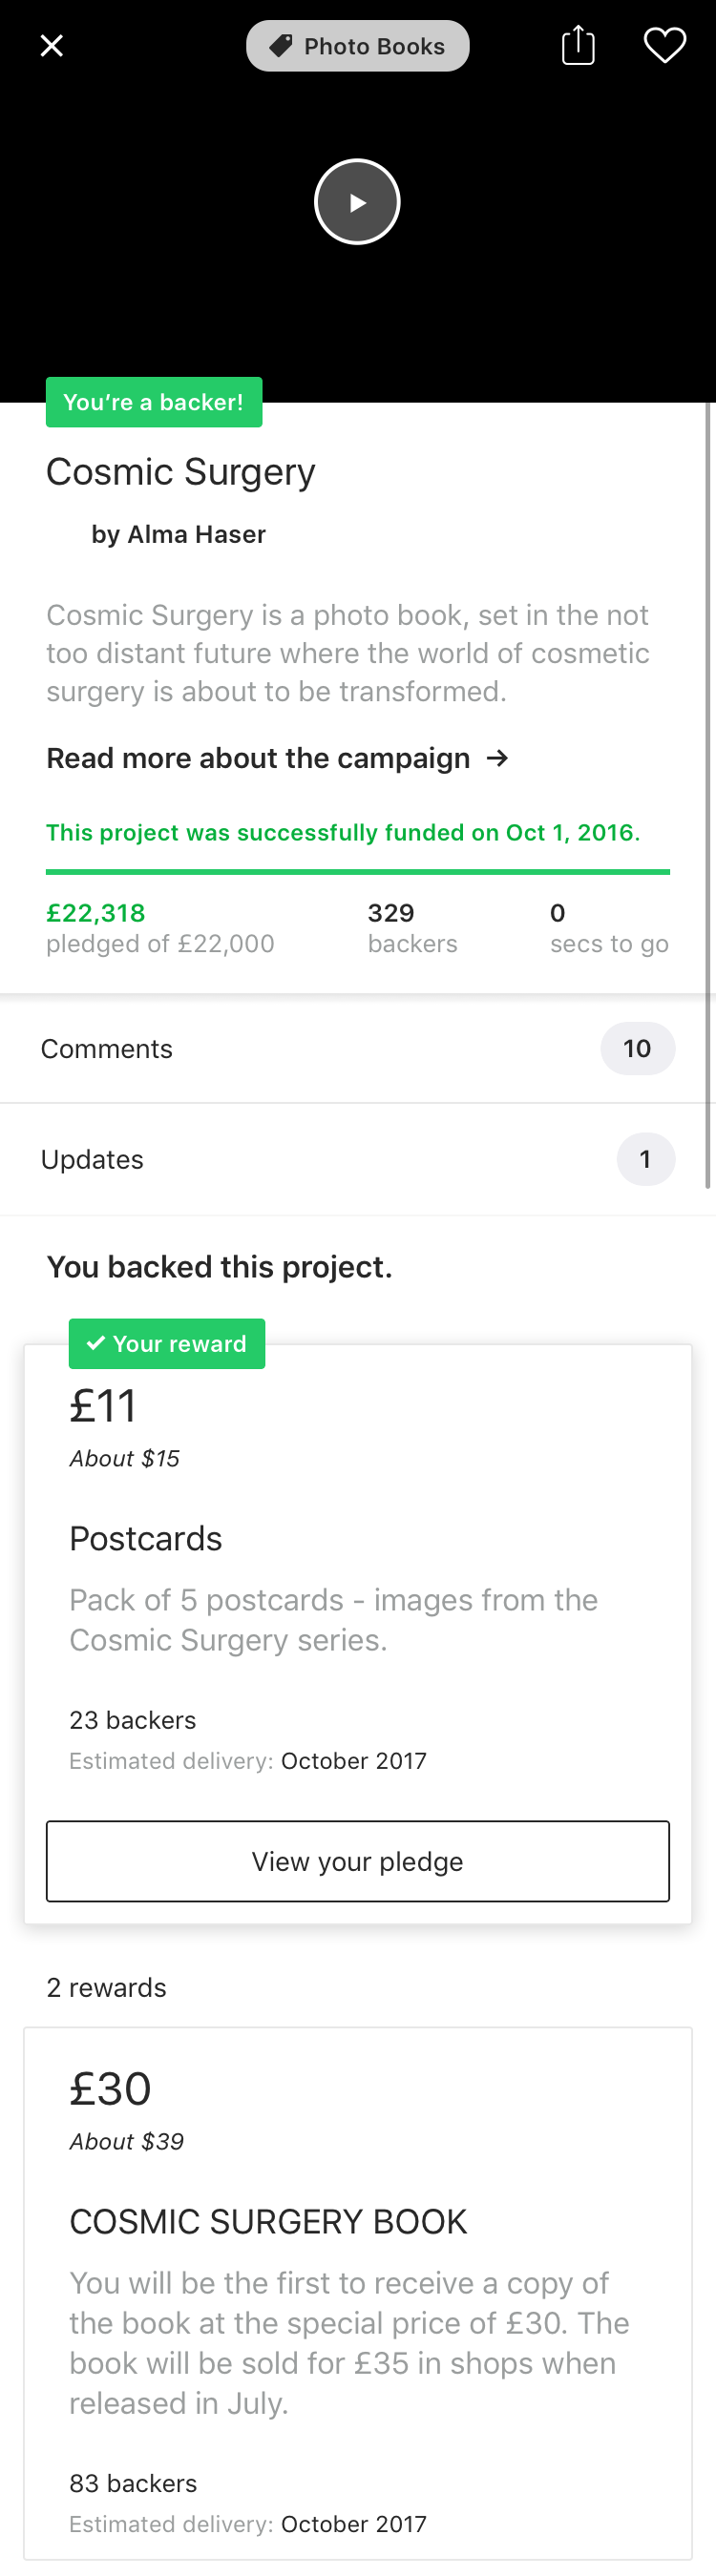 Photo Books
You’re a backer!
Cosmic Surgery
by Alma Haser
Cosmic Surgery is a photo book, set in the not
too distant future where the world of cosmetic
surgery is about to be transformed.
Read more about the campaign →
This project was successfully funded on Oct 1, 2016.
£22,318 329 0
pledged of £22,000 backers secs to go
Comments 10
Updates 1
You backed this project.
✓ Your reward
£11
About $15
Postcards
Pack of 5 postcards - images from the
Cosmic Surgery series.
23 backers
Estimated delivery: October 2017
View your pledge
2 rewards
£30
About $39
COSMIC SURGERY BOOK
You will be the first to receive a copy of
the book at the special price of £30. The
book will be sold for £35 in shops when
released in July.
83 backers
Estimated delivery: October 2017